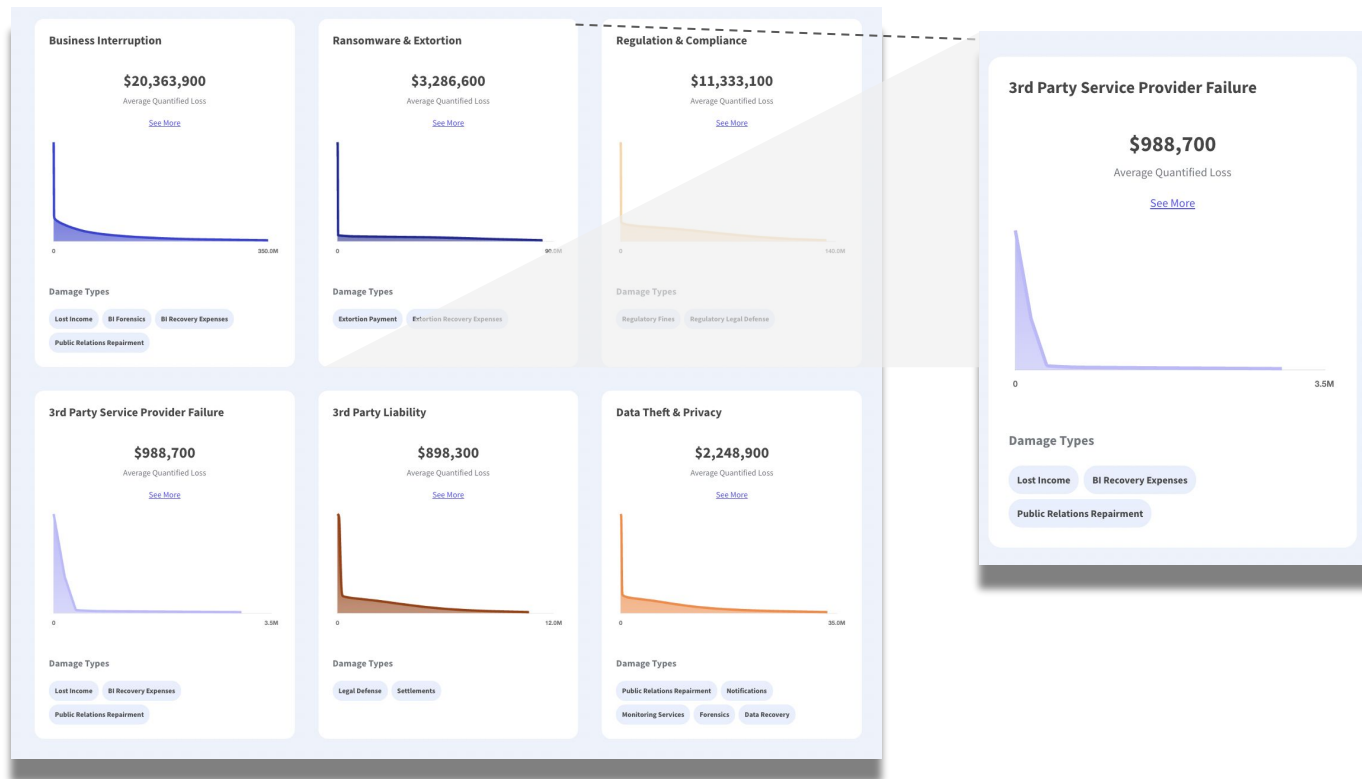 Business Interruption
$20,363,900
Average Quantified Loss
See More
0 350.0M
Damage Types
Lost Income BI Forensics BI Recovery Expenses
Public Relations Repairment
Ransomware & Extortion
$3,286,600
Average Quantified Loss
See More
0
Damage Types
Extortion Payment Extortion Recovery Expenses
Regulation & Compliance
$11,333,100
Average Quantified Loss
See More
0 140.0M
Damage Types
Regulatory Fines Regulatory Legal Defense
3rd Party Service Provider Failure
$988,700
Average Quantified Loss
See More
0 3.5M
Damage Types
Lost Income BI Recovery Expenses
Public Relations Repairment
3rd Party Liability
$898,300
Average Quantified Loss
See More
0 12.0M
Damage Types
Legal Defense Settlements
Data Theft & Privacy
$2,248,900
Average Quantified Loss
See More
0 35.0M
Damage Types
Public Relations Repairment Notifications
Monitoring Services Forensics Data Recovery
3rd Party Service Provider Failure
$988,700
Average Quantified Loss
See More
0 3.5M
Damage Types
Lost Income BI Recovery Expenses
Public Relations Repairment